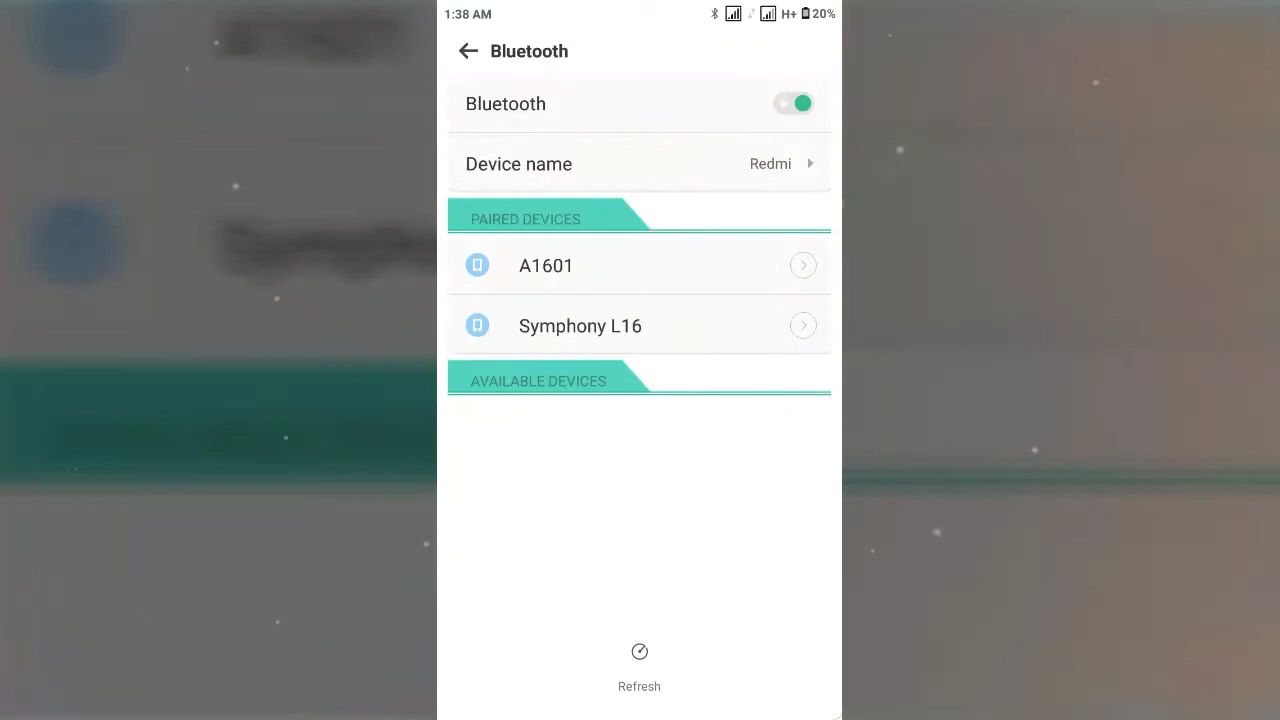 1:38 AM H+ 20%
Bluetooth
Bluetooth
Device name Redmi
PAIRED DEVICES
A1601
Symphony L16
AVAILABLE DEVICES
Refresh